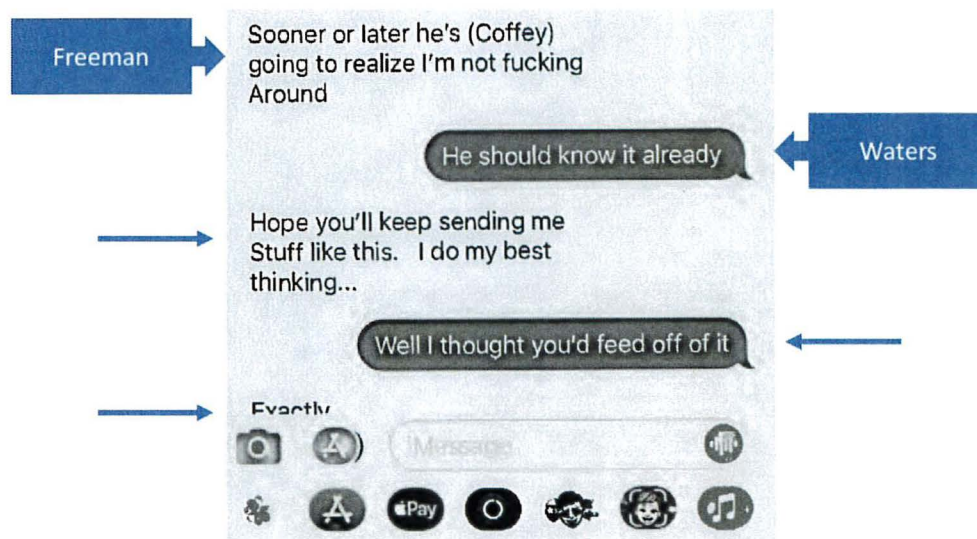 Freeman
Sooner or later he's (Coffey)
going to realize I'm not fucking
Around
He should know it already
Waters
Hope you'll keep sending me
Stuff like this. I do my best
thinking...
Well I thought you'd feed off of it
Exactly
iMessage
Pay